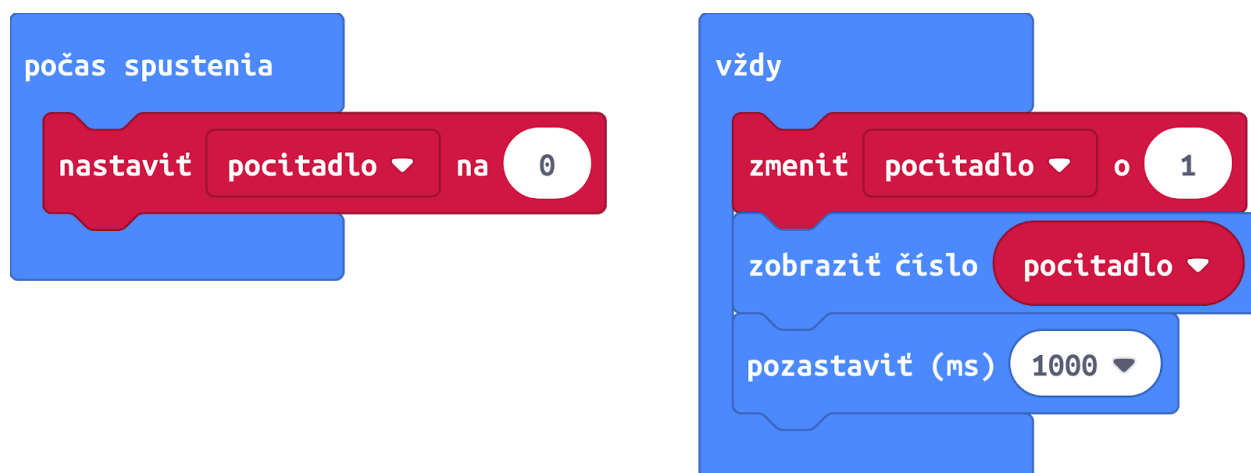 počas spustenia
nastaviť pocitadlo na 0
vždy
zmeniť pocitadlo o 1
zobraziť číslo pocitadlo
pozastaviť (ms) 1000